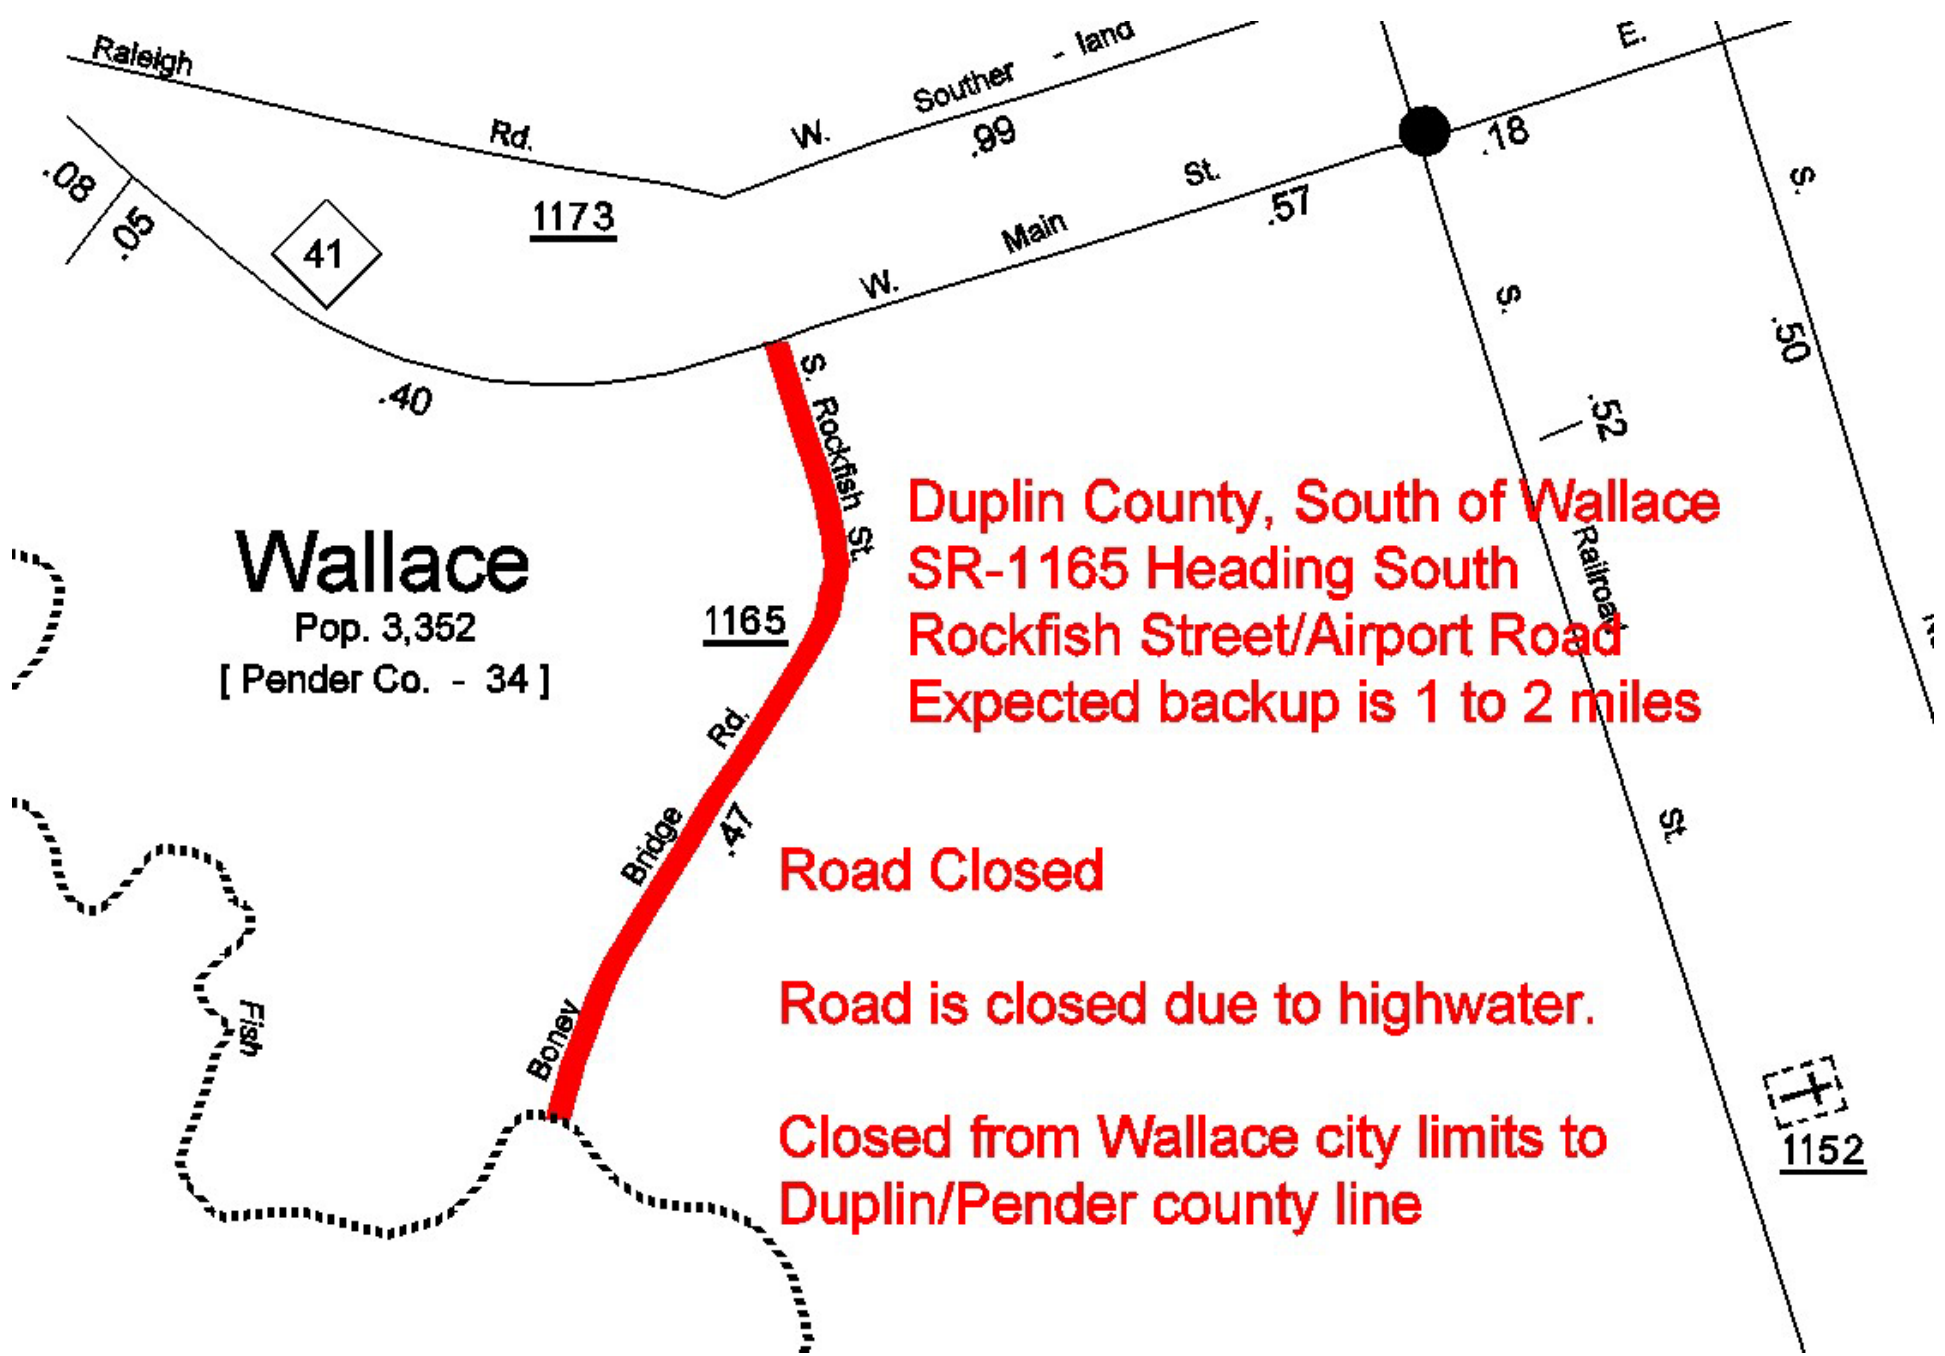 Raleigh Rd.
W. Souther - land
.99
E.
.18
.08
.05
41
1173
W. Main St.
.57
.40
S. Rockfish St.
S.
.50
S. Railroad St.
.52
Wallace
Pop. 3,352
[ Pender Co. - 34 ]
1165
Duplin County, South of Wallace
SR-1165 Heading South
Rockfish Street/Airport Road
Expected backup is 1 to 2 miles
Boney Bridge Rd.
.47
Road Closed
Road is closed due to highwater.
Fish
Closed from Wallace city limits to
Duplin/Pender county line
1152